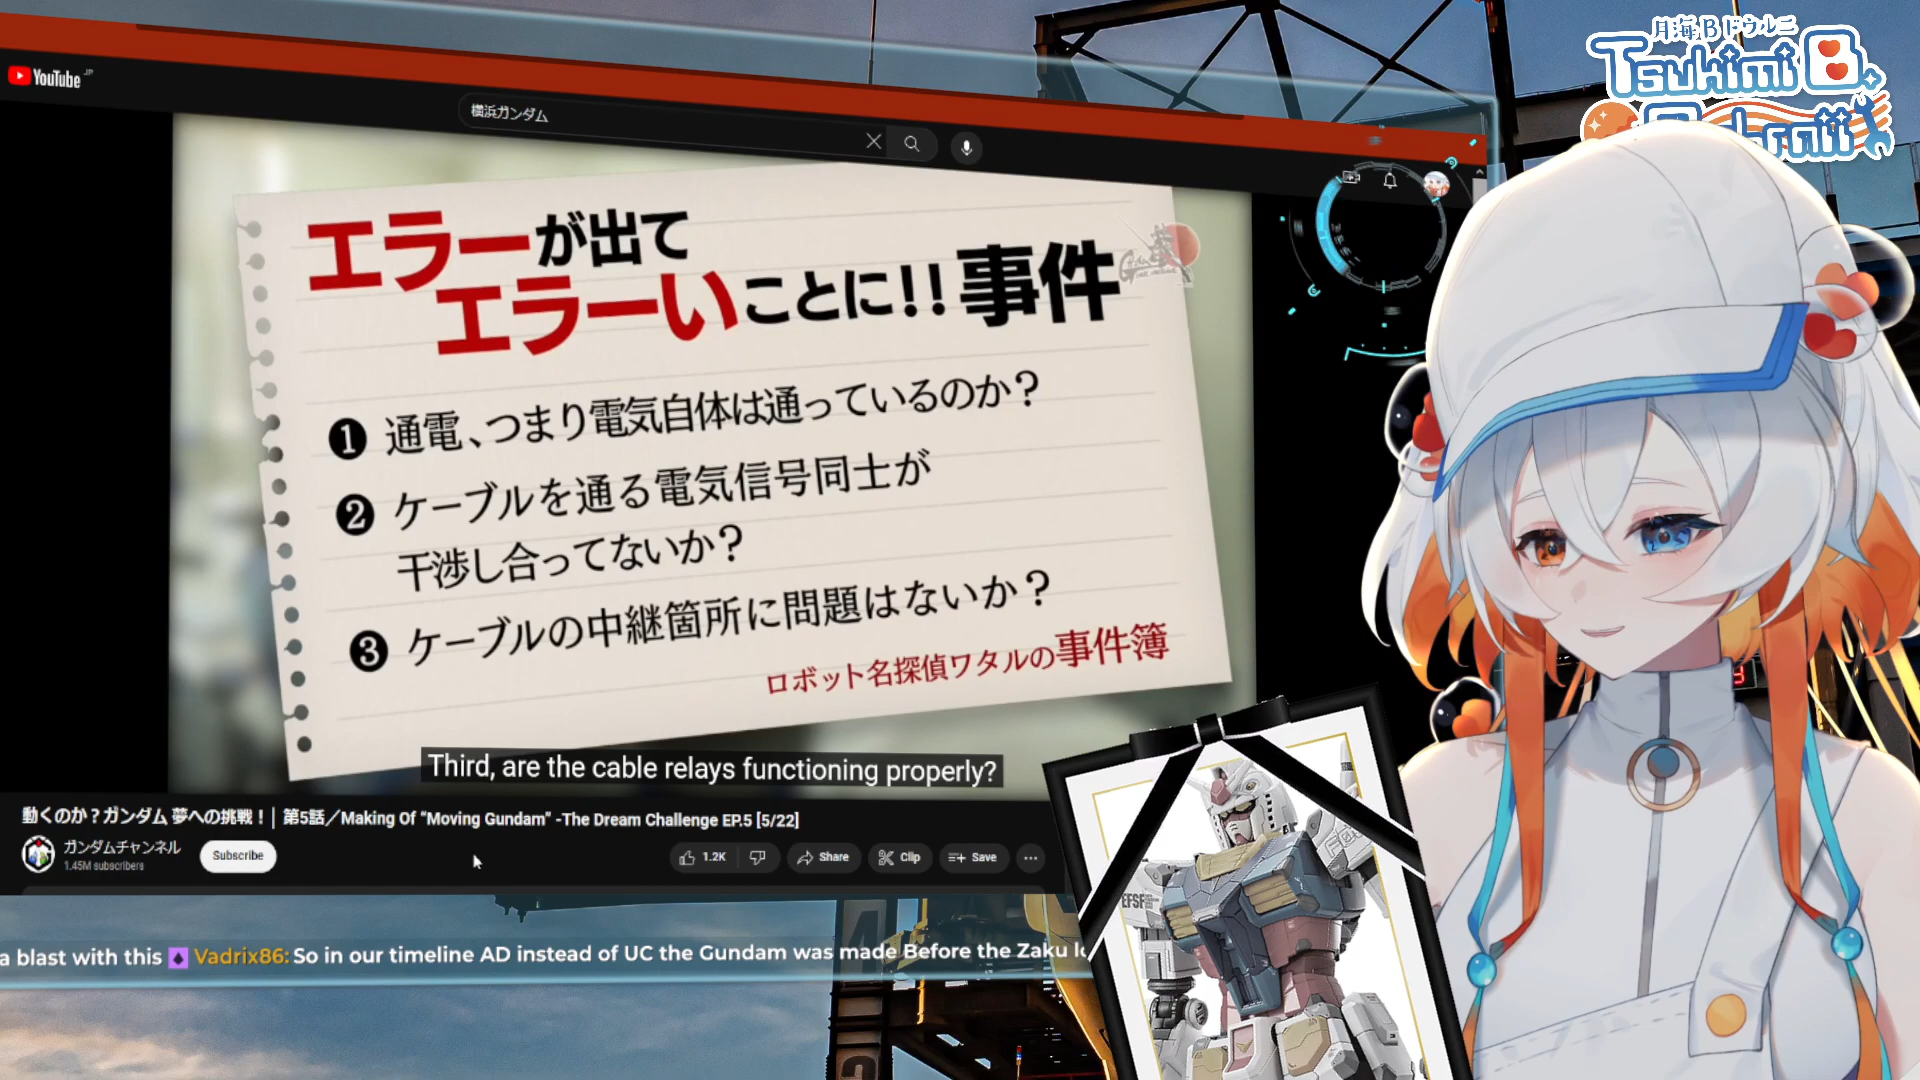 月海Bドウルニ
Tsukimi B.
YouTube JP
横浜ガンダム
エラーが出て
エラーいことに!!事件
❶ 通電、つまり電気自体は通っているのか?
❷ ケーブルを通る電気信号同士が
干渉し合ってないか?
❸ ケーブルの中継箇所に問題はないか?
ロボット名探偵ワタルの事件簿
Third, are the cable relays functioning properly?
動くのか?ガンダム 夢への挑戦!│ 第5話/Making Of “Moving Gundam” -The Dream Challenge EP.5 [5/22]
ガンダムチャンネル
1.45M subscribers
Subscribe
1.2K
Share
Clip
Save
EFSF
a blast with this Vadrix86: So in our timeline AD instead of UC the Gundam was made Before the Zaku